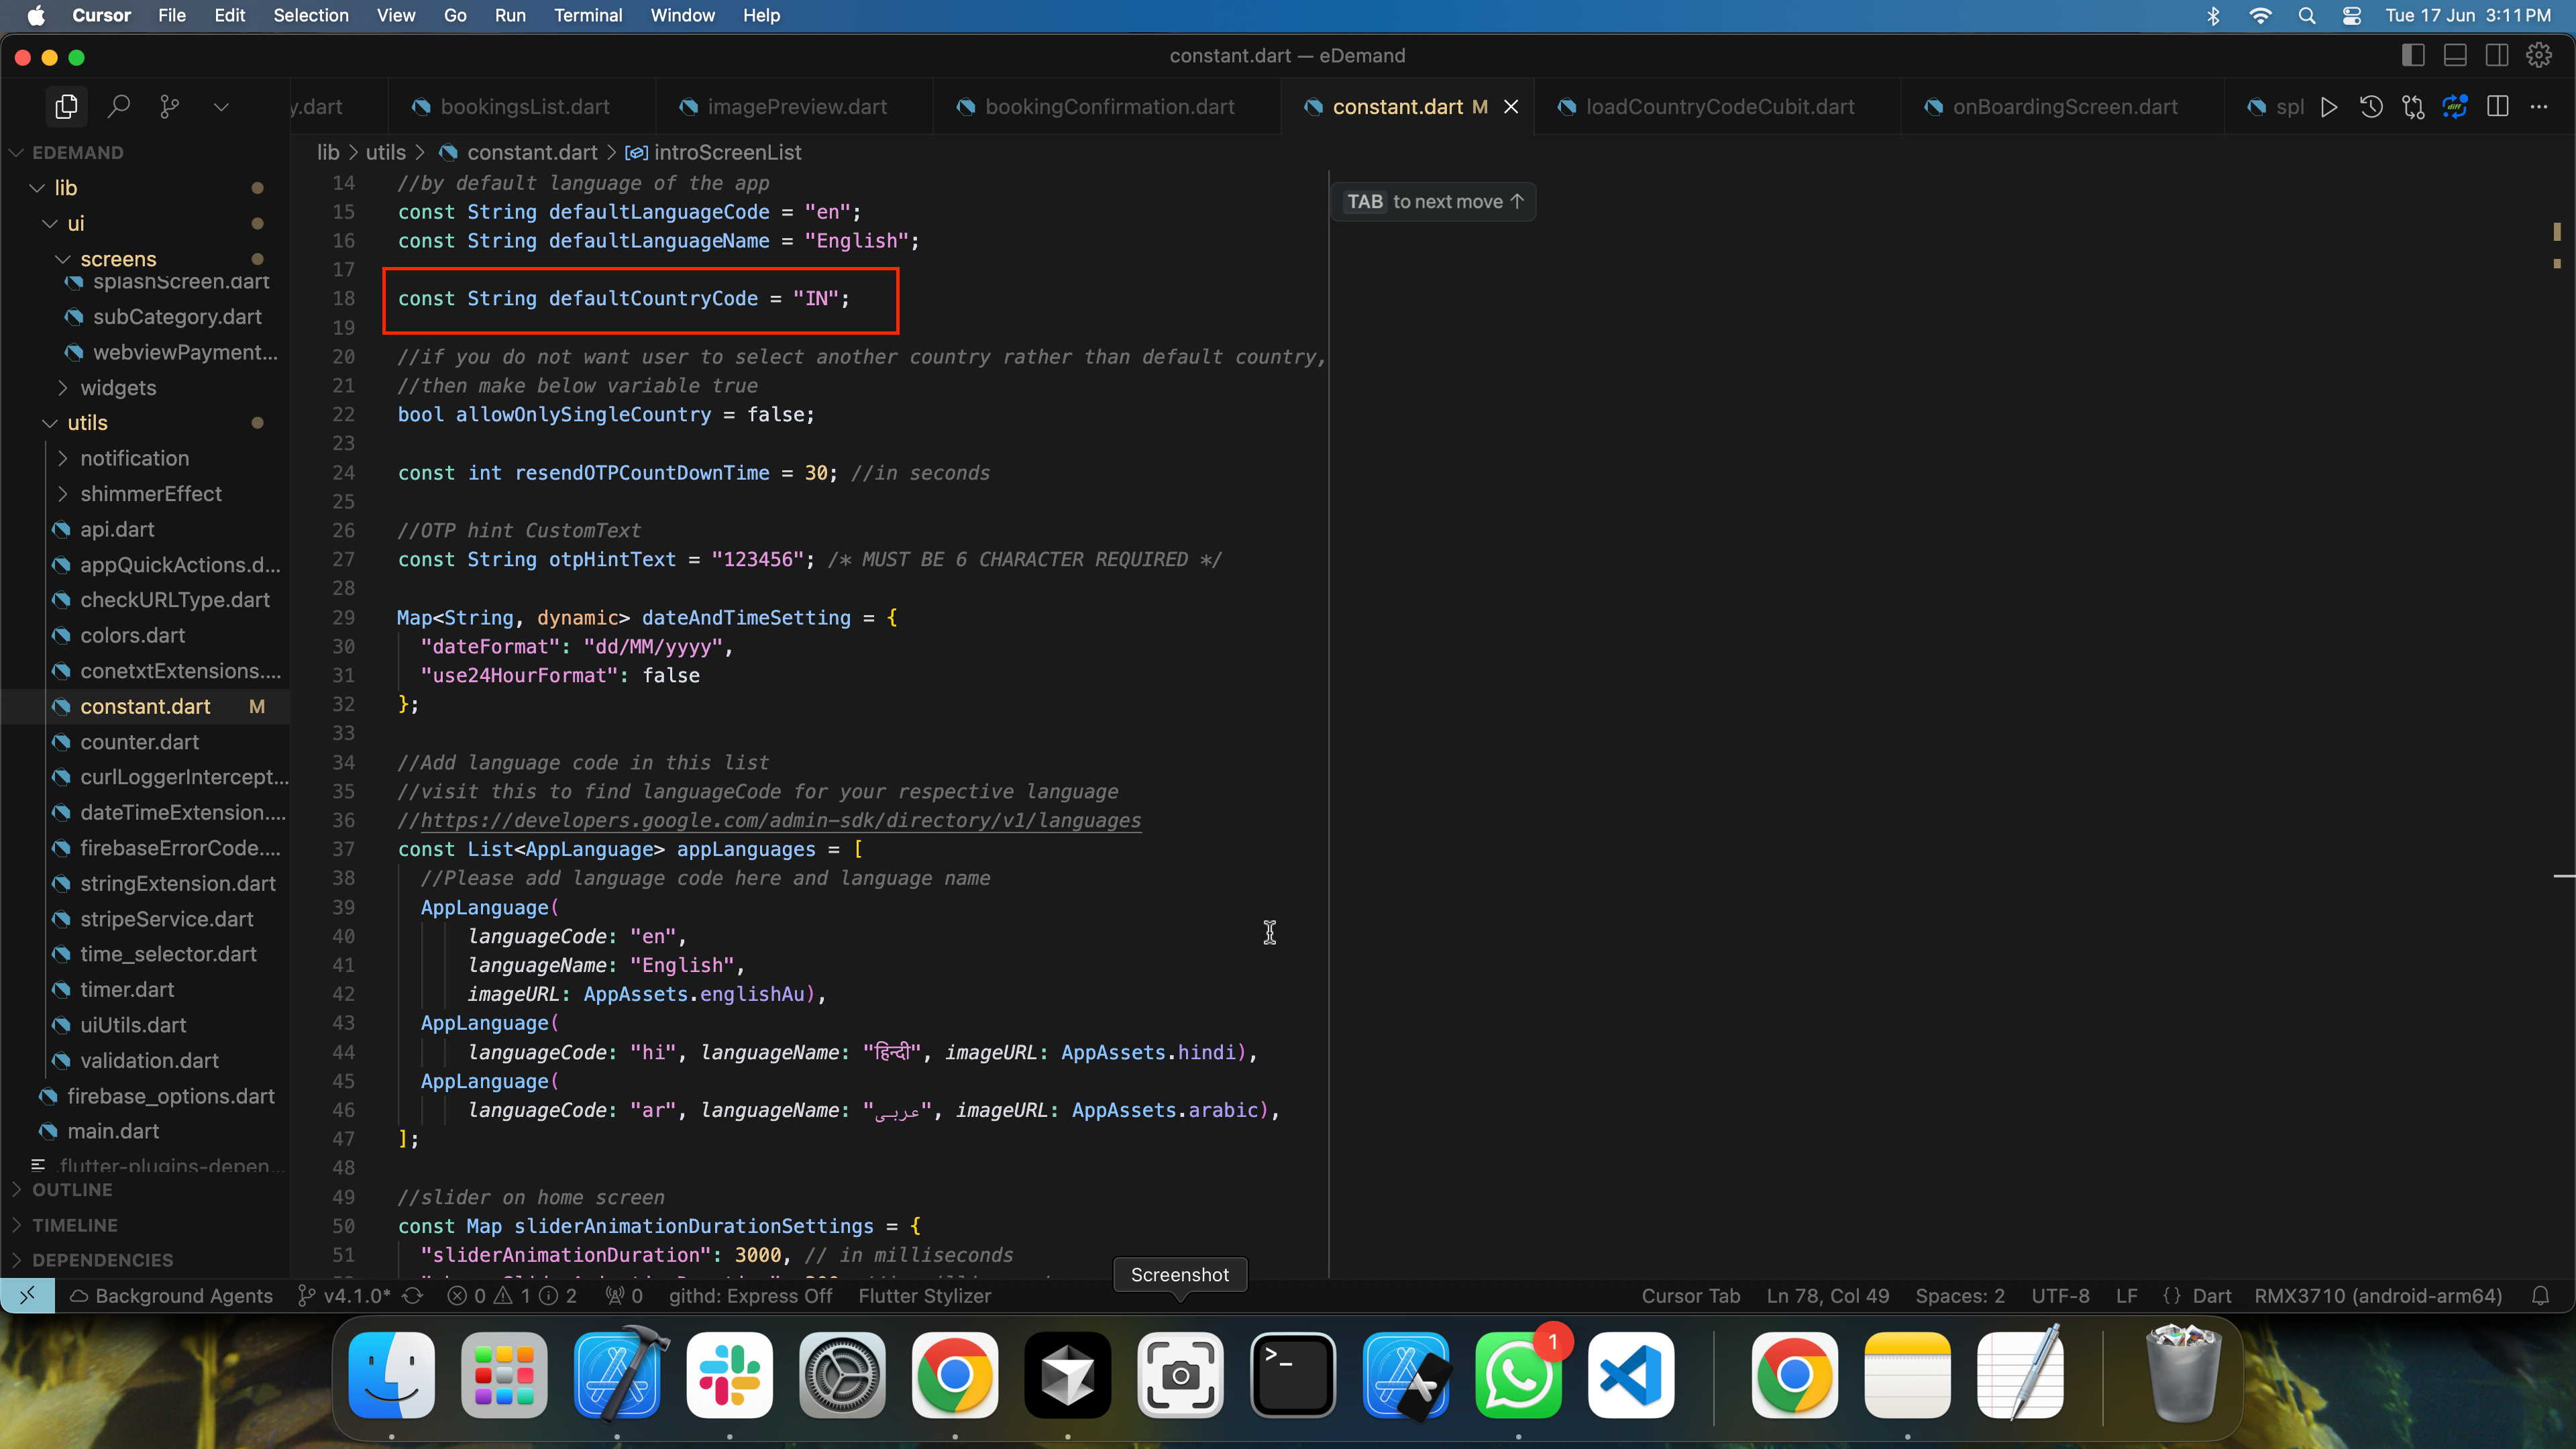 Cursor File Edit Selection View Go Run Terminal Window Help Tue 17 Jun 3:11 PM
constant.dart — eDemand
y.dart bookingsList.dart imagePreview.dart bookingConfirmation.dart constant.dart M loadCountryCodeCubit.dart onBoardingScreen.dart spl
EDEMAND
lib
ui
screens
splashScreen.dart
subCategory.dart
webviewPayment...
widgets
utils
notification
shimmerEffect
api.dart
appQuickActions.d...
checkURLType.dart
colors.dart
conetxtExtensions....
constant.dart M
counter.dart
curlLoggerIntercept...
dateTimeExtension....
firebaseErrorCode....
stringExtension.dart
stripeService.dart
time_selector.dart
timer.dart
uiUtils.dart
validation.dart
firebase_options.dart
main.dart
.flutter-plugins-depen...
OUTLINE
TIMELINE
DEPENDENCIES
lib > utils > constant.dart > introScreenList
14 //by default language of the app
15 const String defaultLanguageCode = "en";
16 const String defaultLanguageName = "English";
17
18 const String defaultCountryCode = "IN";
19
20 //if you do not want user to select another country rather than default country,
21 //then make below variable true
22 bool allowOnlySingleCountry = false;
23
24 const int resendOTPCountDownTime = 30; //in seconds
25
26 //OTP hint CustomText
27 const String otpHintText = "123456"; /* MUST BE 6 CHARACTER REQUIRED */
28
29 Map<String, dynamic> dateAndTimeSetting = {
30 "dateFormat": "dd/MM/yyyy",
31 "use24HourFormat": false
32 };
33
34 //Add language code in this list
35 //visit this to find languageCode for your respective language
36 //https://developers.google.com/admin-sdk/directory/v1/languages
37 const List<AppLanguage> appLanguages = [
38 //Please add language code here and language name
39 AppLanguage(
40 languageCode: "en",
41 languageName: "English",
42 imageURL: AppAssets.englishAu),
43 AppLanguage(
44 languageCode: "hi", languageName: "हिन्दी", imageURL: AppAssets.hindi),
45 AppLanguage(
46 languageCode: "ar", languageName: "عربى", imageURL: AppAssets.arabic),
47 ];
48
49 //slider on home screen
50 const Map sliderAnimationDurationSettings = {
51 "sliderAnimationDuration": 3000, // in milliseconds
TAB to next move ↑
Screenshot
Background Agents v4.1.0* 0 1 2 0 githd: Express Off Flutter Stylizer Cursor Tab Ln 78, Col 49 Spaces: 2 UTF-8 LF {} Dart RMX3710 (android-arm64)
1